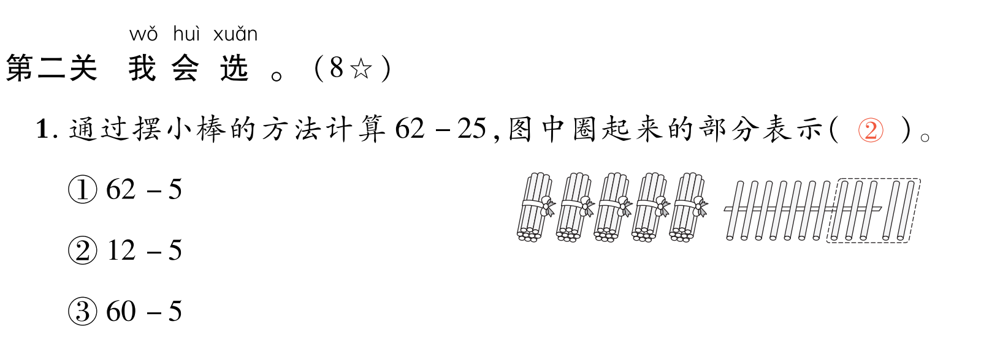 wǒ huì xuǎn
第二关 我会选。(8☆)
1. 通过摆小棒的方法计算62-25,图中圈起来的部分表示( ② )。
① 62-5
② 12-5
③ 60-5